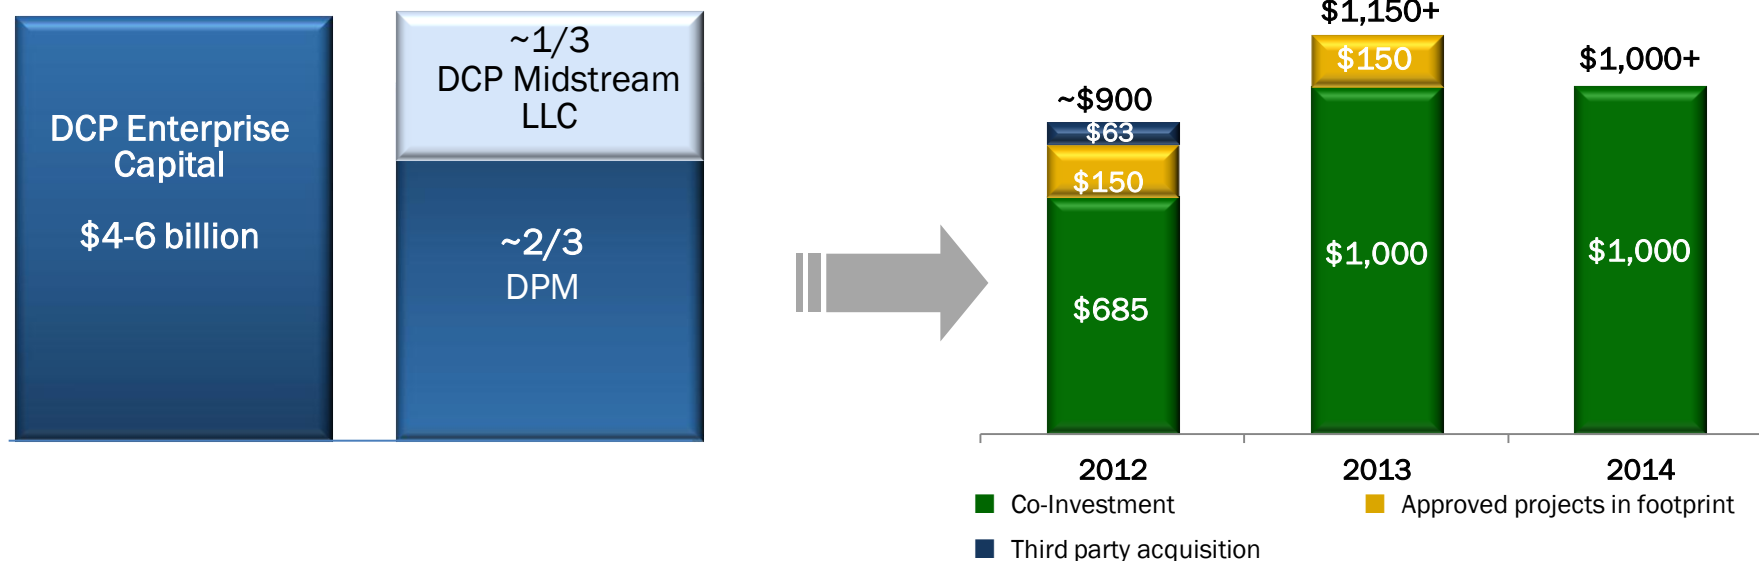 DCP Enterprise
Capital
$4-6 billion
~1/3
DCP Midstream
LLC
~2/3
DPM
~$900
$63
$150
$685
$1,150+
$150
$1,000
$1,000+
$1,000
2012
2013
2014
Co-Investment
Approved projects in footprint
Third party acquisition